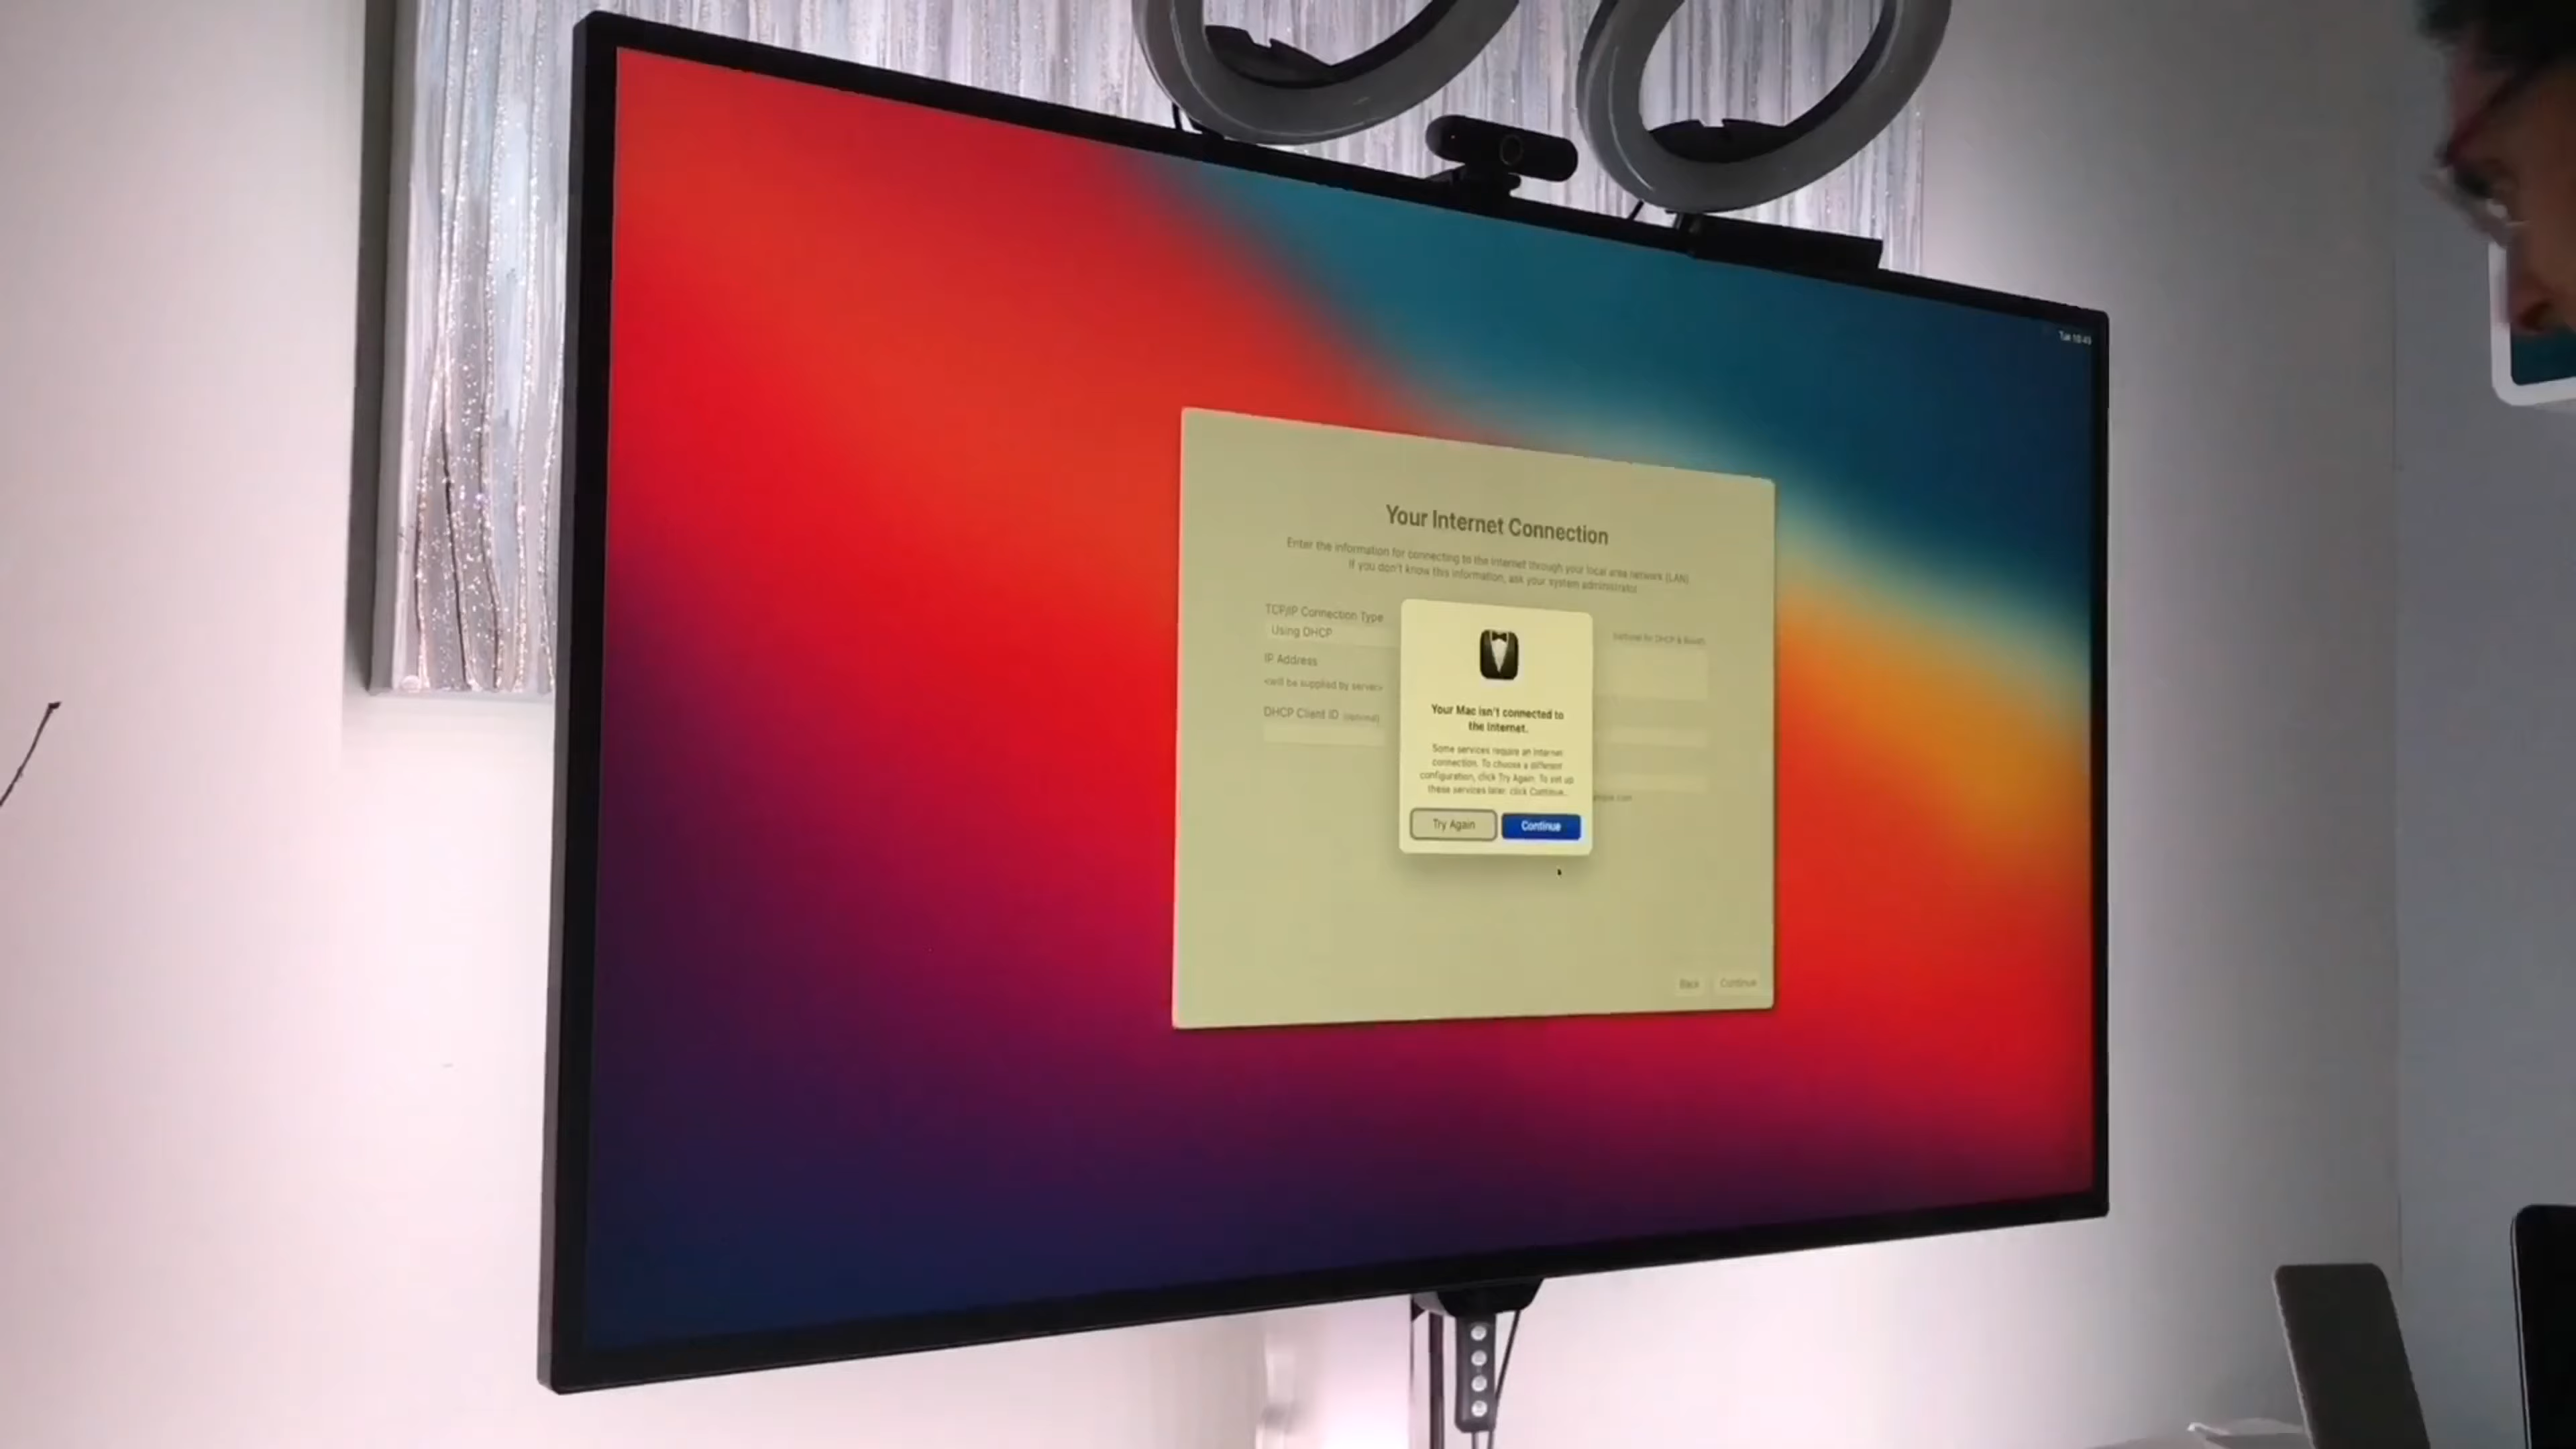 Your Internet Connection
Enter the information for connecting to the Internet through your local area network (LAN)
If you don't know this information, ask your system administrator
TCP/IP Connection Type
Using DHCP
IP Address
<will be supplied by server>
DHCP Client ID (optional)
Your Mac isn't connected to
the Internet.
Some services require an Internet
connection. To choose a different
configuration, click Try Again. To set up
these services later, click Continue.
Try Again
Continue
Back
Continue